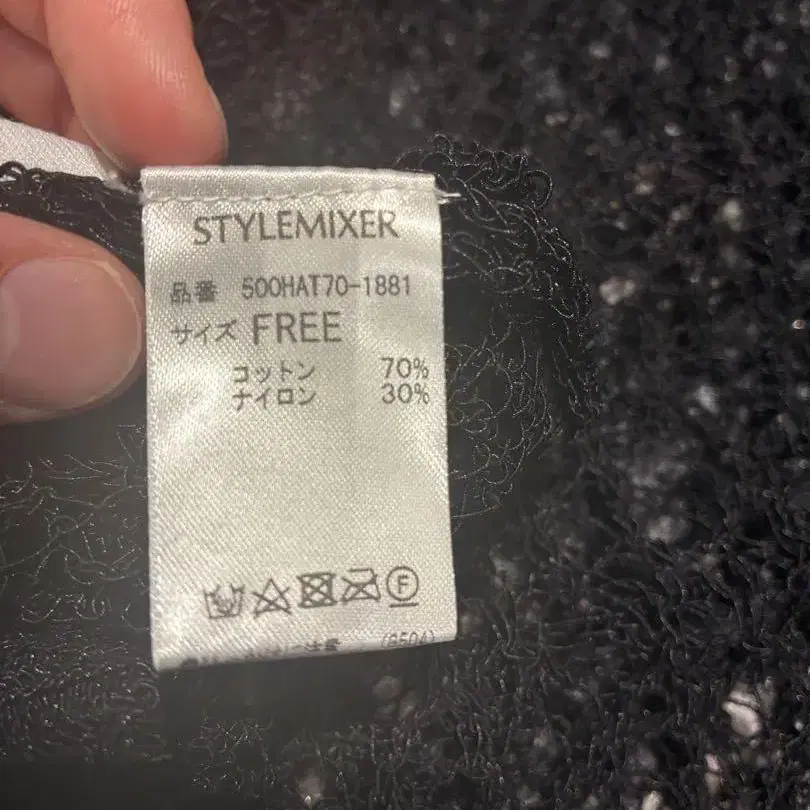 STYLEMIXER
品番 500HAT70-1881
サイズ FREE
コットン 70%
ナイロン 30%
F